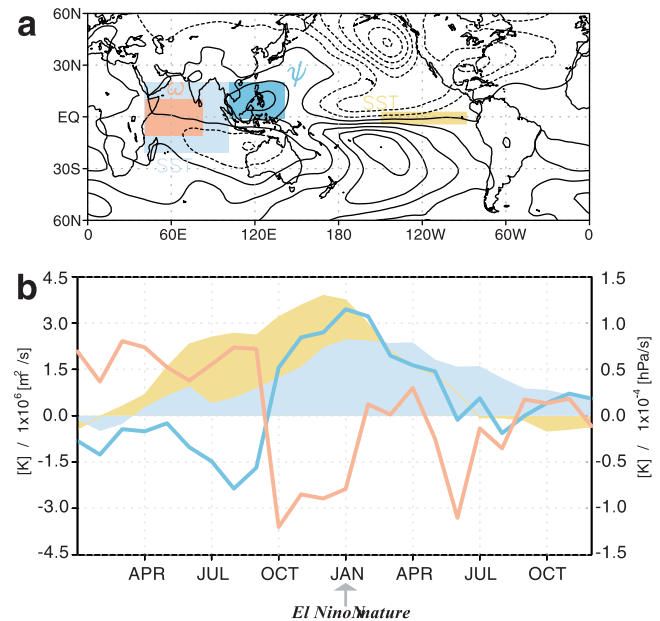 a
60N
30N
EQ
30S
60S
ω
ψ
SST
SST
0 60E 120E 180 120W 60W 0
b
4.5
3.0
1.5
0.0
-1.5
-3.0
-4.5
[K] / 1x10⁶ [m² /s]
1.5
1.0
0.5
0.0
-0.5
-1.0
-1.5
[K] / 1x10⁻⁴ [hPa/s]
APR JUL OCT JAN APR JUL OCT
El Nino mature